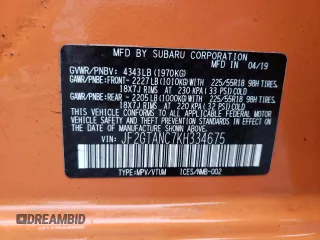 MFD. BY SUBARU CORPORATION 04/19
GVWR/PNBV: 4343LB (1970KG)
GAWR/PNBE-FRONT: 2227LB (1010KG) WITH 225/55R18 98H TIRES,
18X7J RIMS AT 230 KPA (33 PSI) COLD
GAWR/PNBE-REAR: 2205LB (1000KG) WITH 225/55R18 98H TIRES,
18X7J RIMS AT 220 KPA (32 PSI) COLD
THIS VEHICLE CONFORMS TO ALL APPLICABLE FEDERAL MOTOR
VEHICLE SAFETY, BUMPER, AND THEFT PREVENTION STANDARDS
IN EFFECT ON THE DATE OF MANUFACTURE SHOWN ABOVE.
VIN: JF2GTANC7KH334675
TYPE:MPV/VTUM ICES/NMB-002
DREAMBID